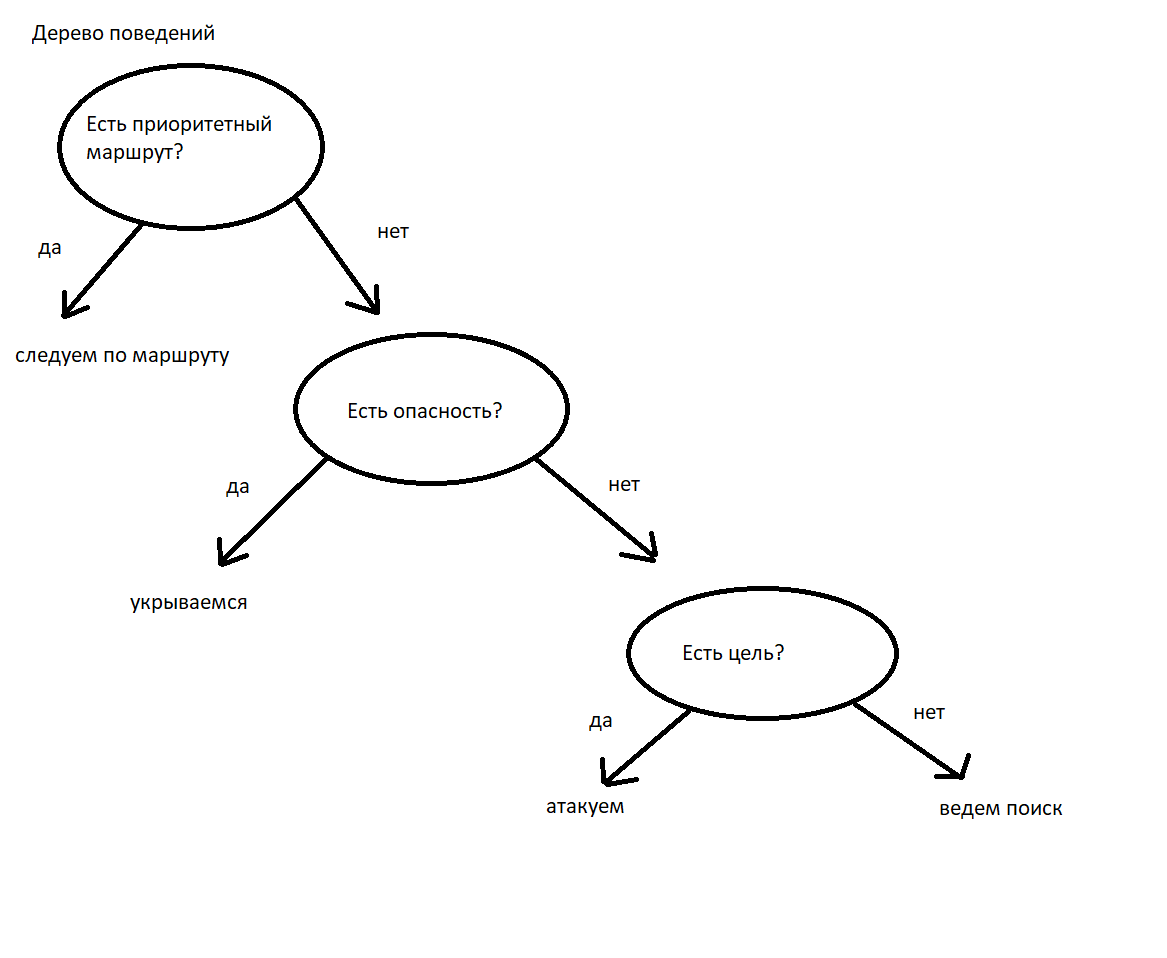 Дерево поведений
Есть приоритетный
маршрут?
да
нет
следуем по маршруту
Есть опасность?
да
нет
укрываемся
Есть цель?
да
нет
атакуем
ведем поиск